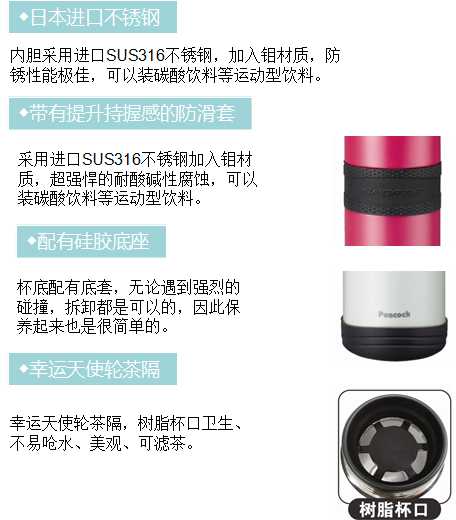 ◆日本进口不锈钢
内胆采用进口SUS316不锈钢，加入钼材质，防
锈性能极佳，可以装碳酸饮料等运动型饮料。
◆带有提升持握感的防滑套
采用进口SUS316不锈钢加入钼材
质，超强悍的耐酸碱性腐蚀，可以
装碳酸饮料等运动型饮料。
◆配有硅胶底座
杯底配有底套，无论遇到强烈的
碰撞，拆卸都是可以的，因此保
养起来也是很简单的。
Peacock
◆幸运天使轮茶隔
幸运天使轮茶隔，树脂杯口卫生、
不易呛水、美观、可滤茶。
树脂杯口